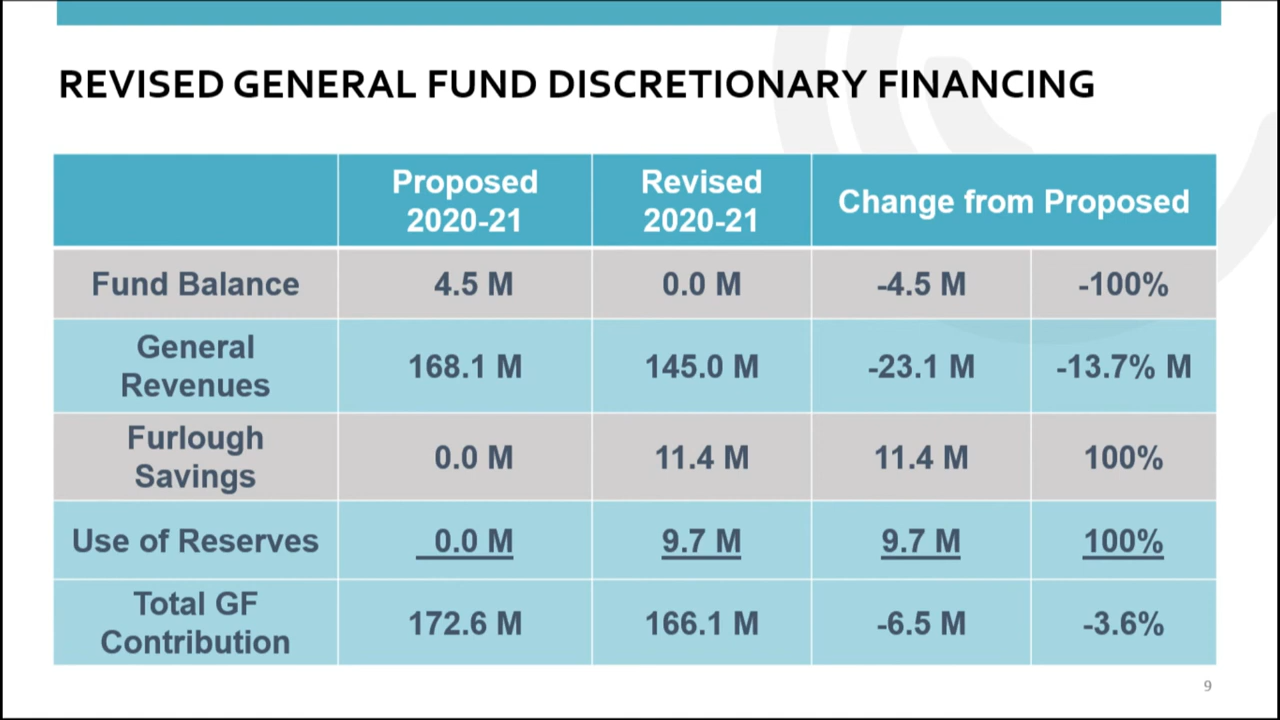 REVISED GENERAL FUND DISCRETIONARY FINANCING
Proposed 2020-21 Revised 2020-21 Change from Proposed
Fund Balance 4.5 M 0.0 M -4.5 M -100%
General Revenues 168.1 M 145.0 M -23.1 M -13.7% M
Furlough Savings 0.0 M 11.4 M 11.4 M 100%
Use of Reserves 0.0 M 9.7 M 9.7 M 100%
Total GF Contribution 172.6 M 166.1 M -6.5 M -3.6%
9